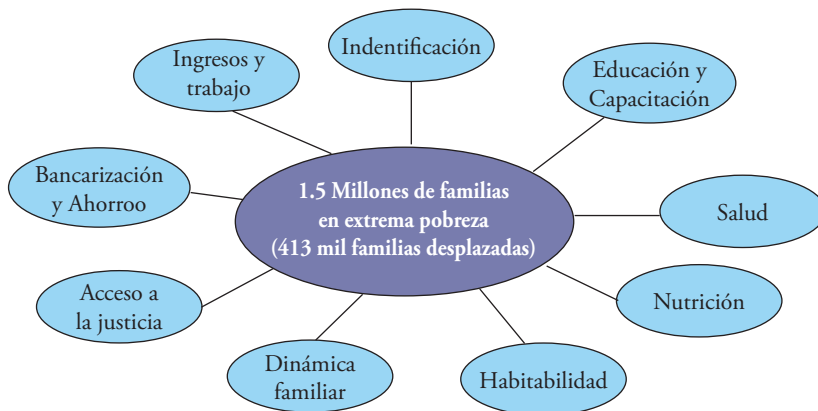 Indentificación
Educación y
Capacitación
Salud
Nutrición
Habitabilidad
Dinámica
familiar
Acceso a
la justicia
Bancarización
y Ahorroo
Ingresos y
trabajo
1.5 Millones de familias
en extrema pobreza
(413 mil familias desplazadas)